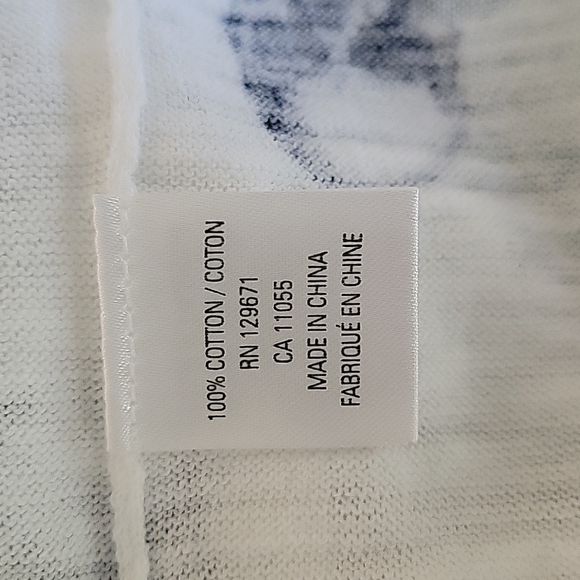 100% COTTON / COTON
RN 129671
CA 11055
MADE IN CHINA
FABRIQUÉ EN CHINE